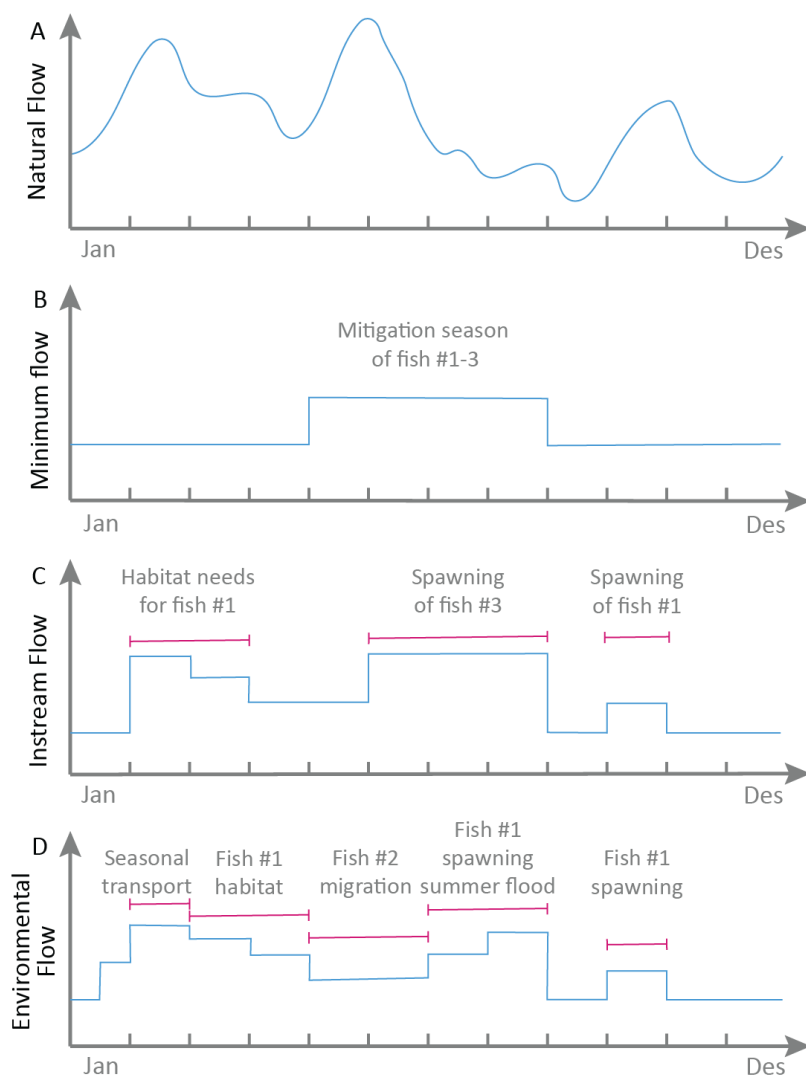 A
Natural Flow
Jan
Des
B
Minimum flow
Mitigation season
of fish #1-3
Jan
Des
C
Instream Flow
Habitat needs
for fish #1
Spawning
of fish #3
Spawning
of fish #1
Jan
Des
D
Environmental
Flow
Seasonal
transport
Fish #1
habitat
Fish #2
migration
Fish #1
spawning
summer flood
Fish #1
spawning
Jan
Des